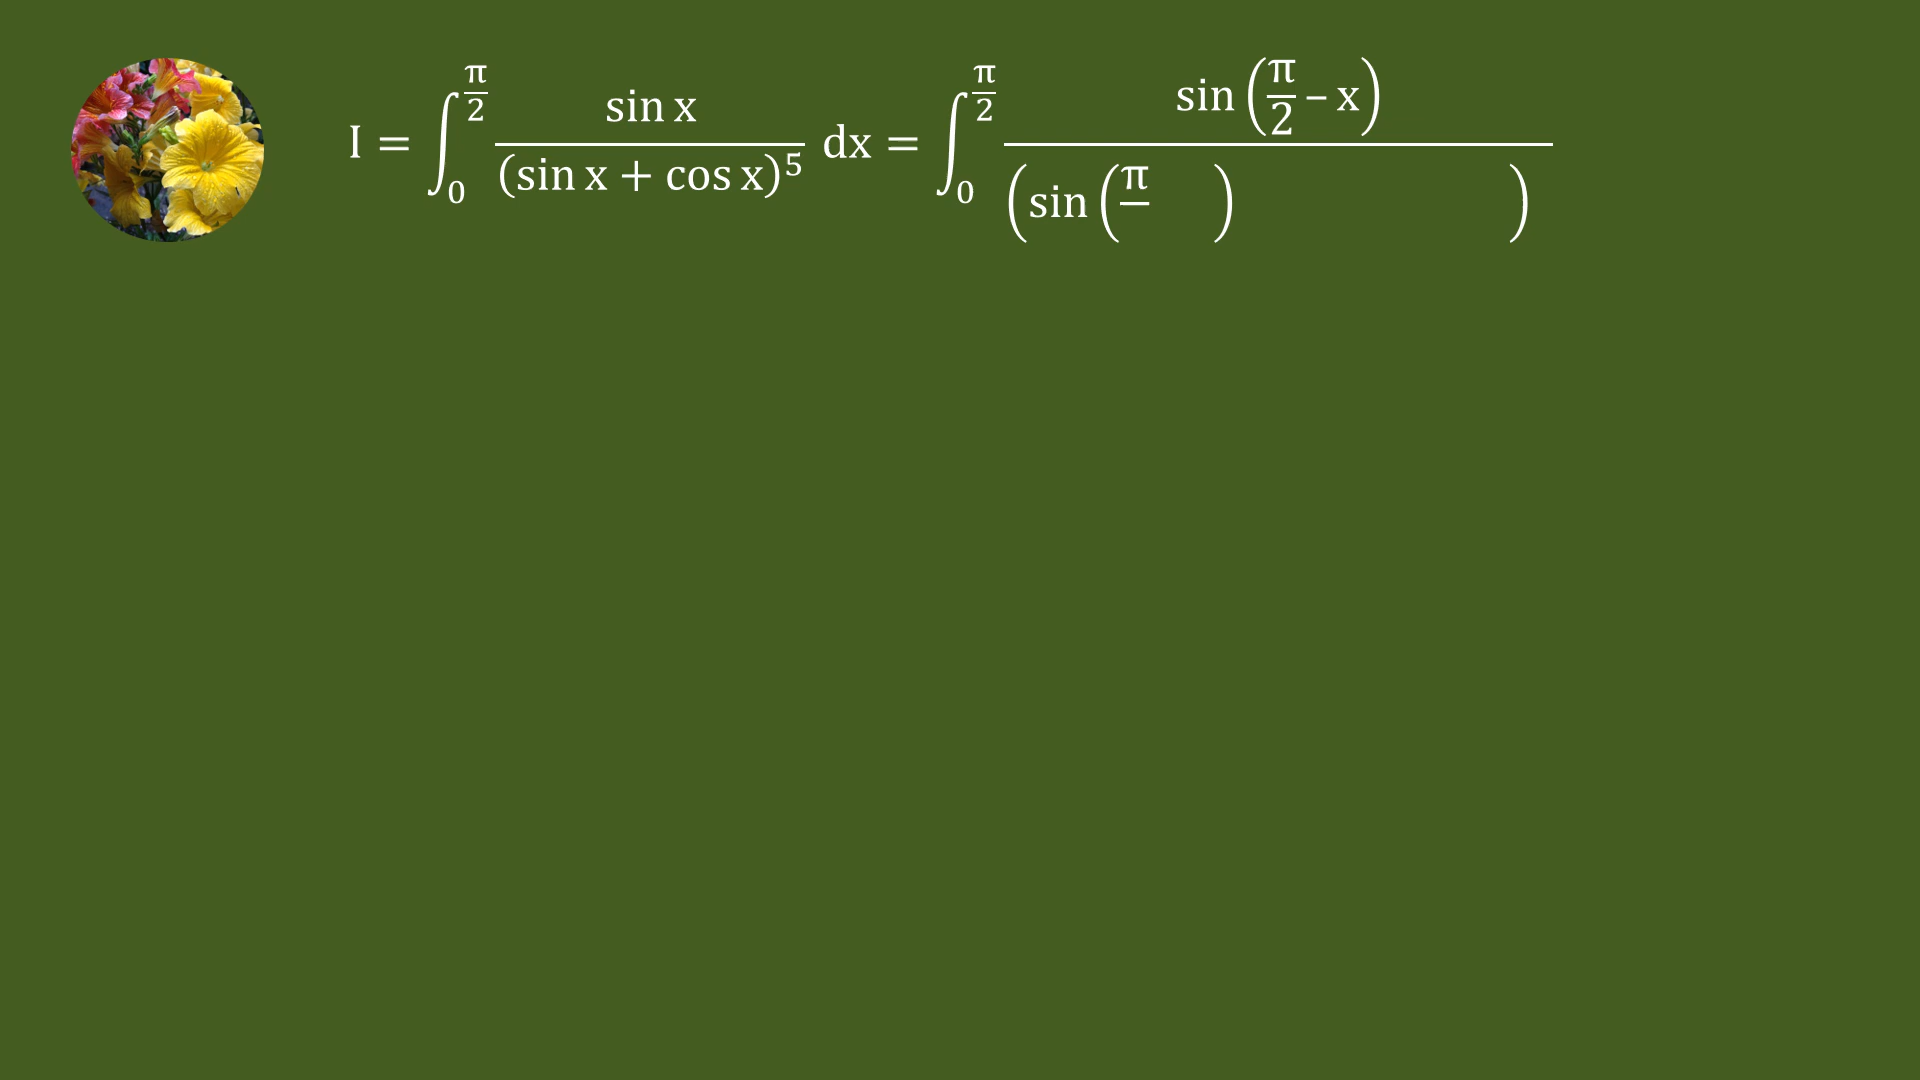 I = ∫₀^(π/2) sin x / (sin x + cos x)⁵ dx = ∫₀^(π/2) sin (π/2 – x) / (sin (π/ ) )